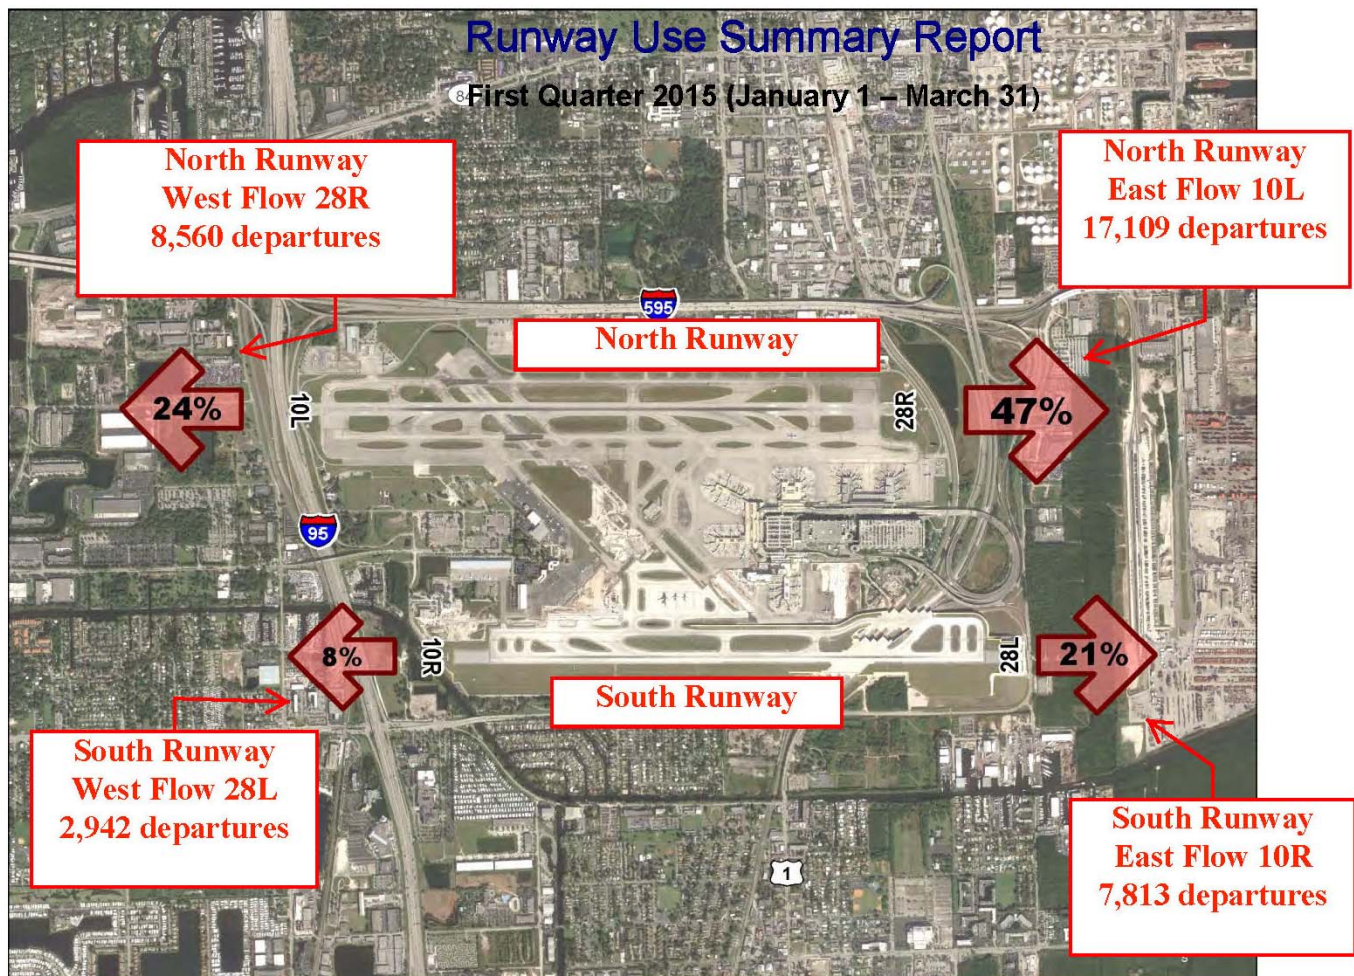 Runway Use Summary Report
84
First Quarter 2015 (January 1 – March 31)
North Runway
West Flow 28R
8,560 departures
North Runway
East Flow 10L
17,109 departures
595
North Runway
24%
10L
28R
47%
95
8%
10R
28L
21%
South Runway
South Runway
West Flow 28L
2,942 departures
South Runway
East Flow 10R
7,813 departures
1